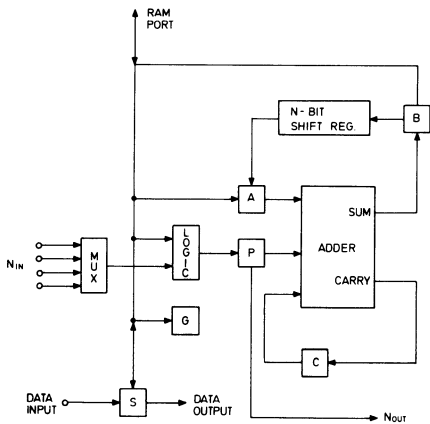 RAM
PORT
N-BIT
SHIFT REG.
B
A
SUM
ADDER
CARRY
LOGIC
P
N_IN
MUX
G
C
DATA
INPUT
S
DATA
OUTPUT
N_OUT